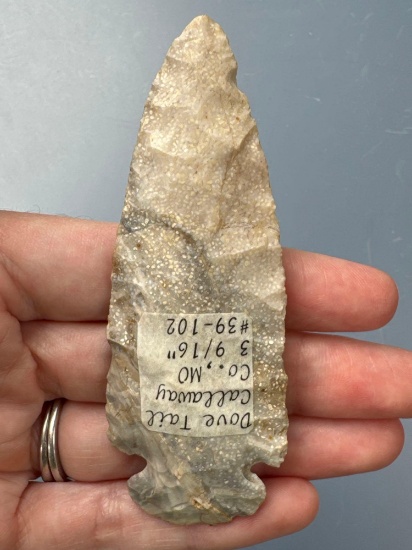 Dove Tail
Callaway
Co., MO
3 9/16"
#39-102